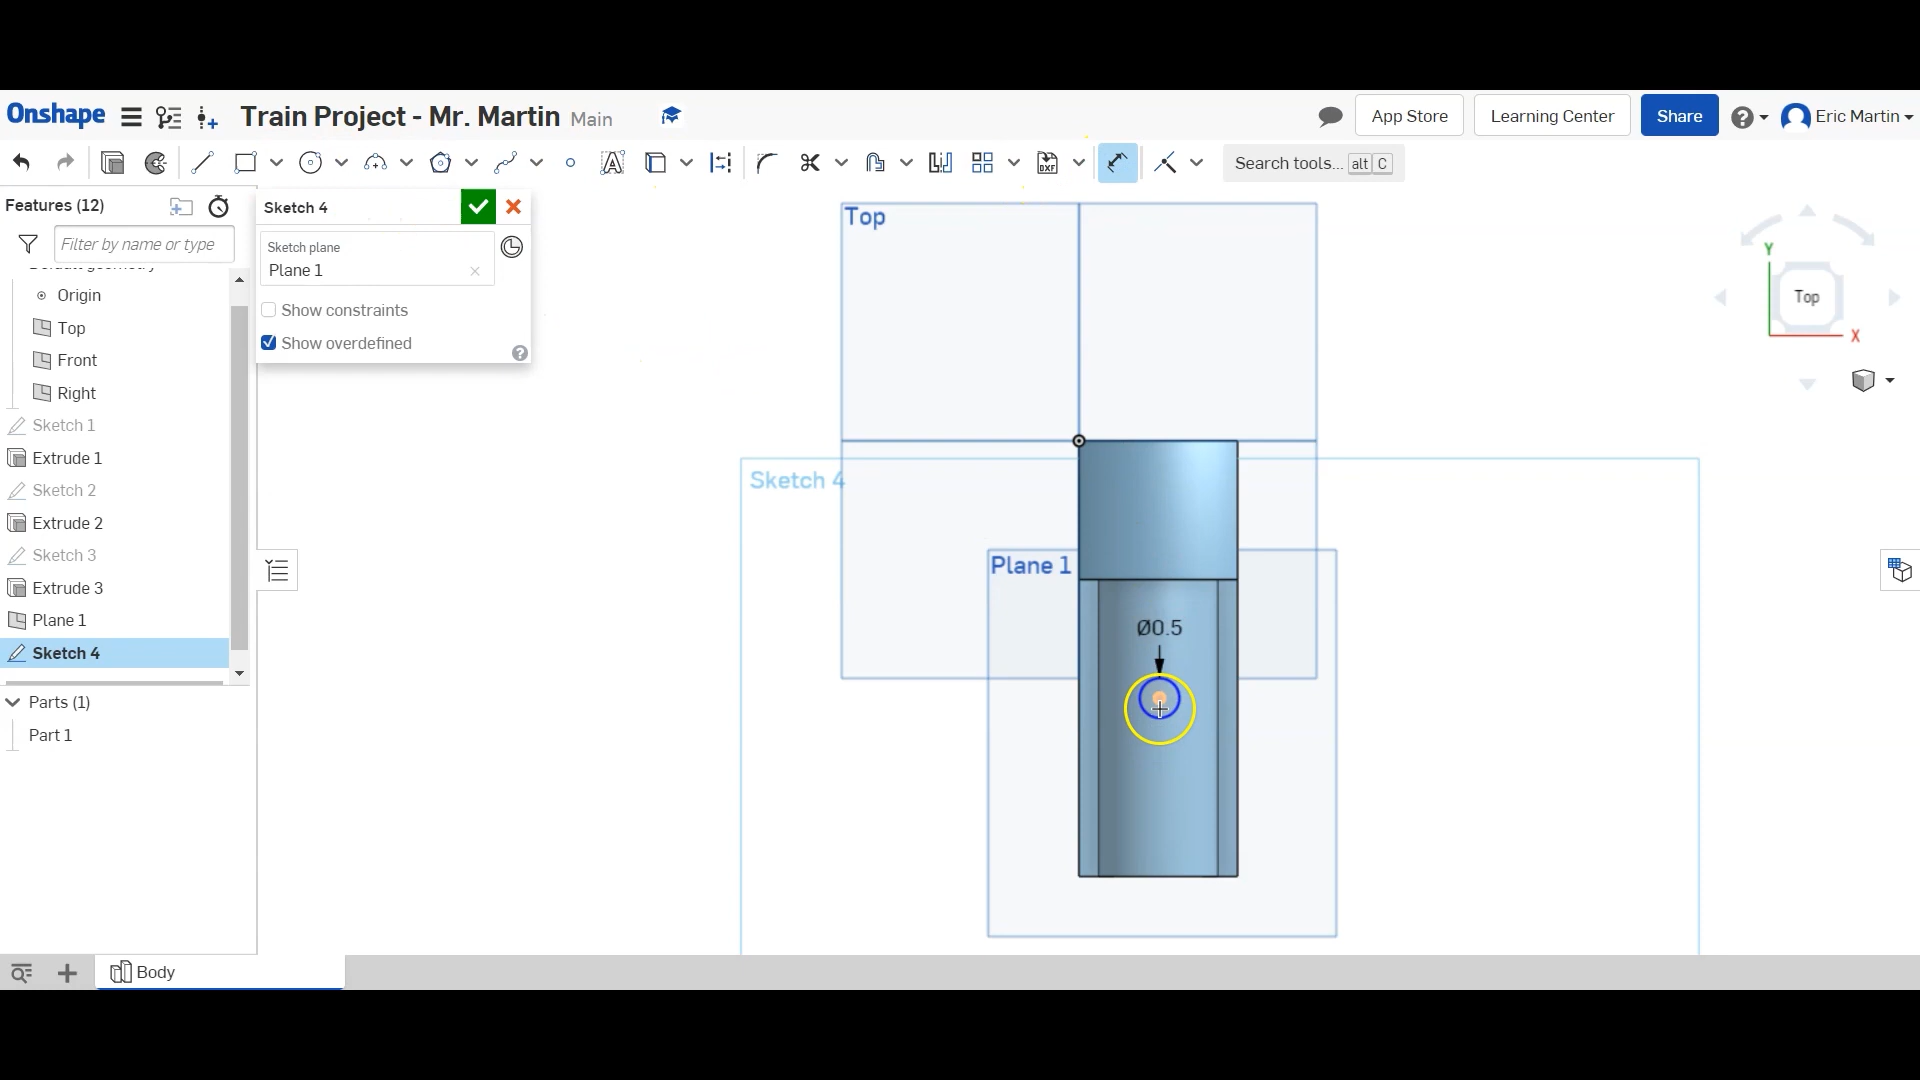 Onshape Train Project - Mr. Martin Main App Store Learning Center Share Eric Martin
DXF Search tools... alt C
Features (12)
Filter by name or type
Default geometry
Origin
Top
Front
Right
Sketch 1
Extrude 1
Sketch 2
Extrude 2
Sketch 3
Extrude 3
Plane 1
Sketch 4
Parts (1)
Part 1
Sketch 4
Sketch plane
Plane 1
Show constraints
Show overdefined
Top
Sketch 4
Plane 1
Ø0.5
Y
Top
X
Body